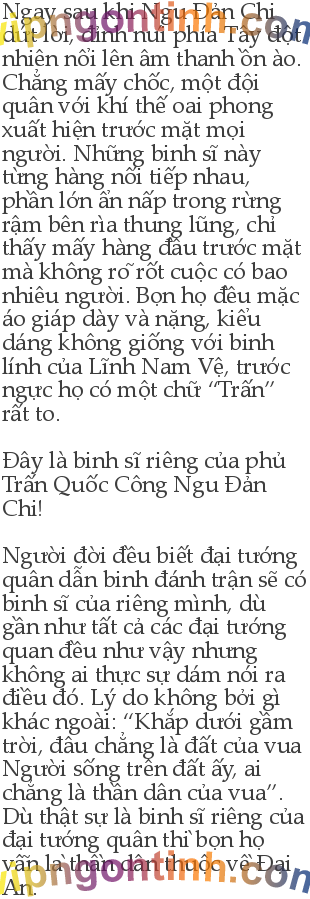 Ngay sau khi Ngu Đản Chi
dứt lời, đỉnh núi phía Tây đột
nhiên nổi lên âm thanh ồn ào.
Chẳng mấy chốc, một đội
quân với khí thế oai phong
xuất hiện trước mặt mọi
người. Những binh sĩ này
từng hàng nối tiếp nhau,
phần lớn ẩn nấp trong rừng
rậm bên rìa thung lũng, chỉ
thấy mấy hàng đầu trước mặt
mà không rõ rốt cuộc có bao
nhiêu người. Bọn họ đều mặc
áo giáp dày và nặng, kiểu
dáng không giống với binh
lính của Lĩnh Nam Vệ, trước
ngực họ có một chữ “Trấn”
rất to.

Đây là binh sĩ riêng của phủ
Trấn Quốc Công Ngu Đản
Chi!

Người đời đều biết đại tướng
quân dẫn binh đánh trận sẽ có
binh sĩ của riêng mình, dù
gần như tất cả các đại tướng
quan đều như vậy nhưng
không ai thực sự dám nói ra
điều đó. Lý do không bởi gì
khác ngoài: “Khắp dưới gầm
trời, đâu chẳng là đất của vua
Người sống trên đất ấy, ai
chẳng là thần dân của vua”.
Dù thật sự là binh sĩ riêng của
đại tướng quân thì bọn họ
vẫn là thần dân thuộc về Đại
An.
vipngontinh.com
vipngontinh.com